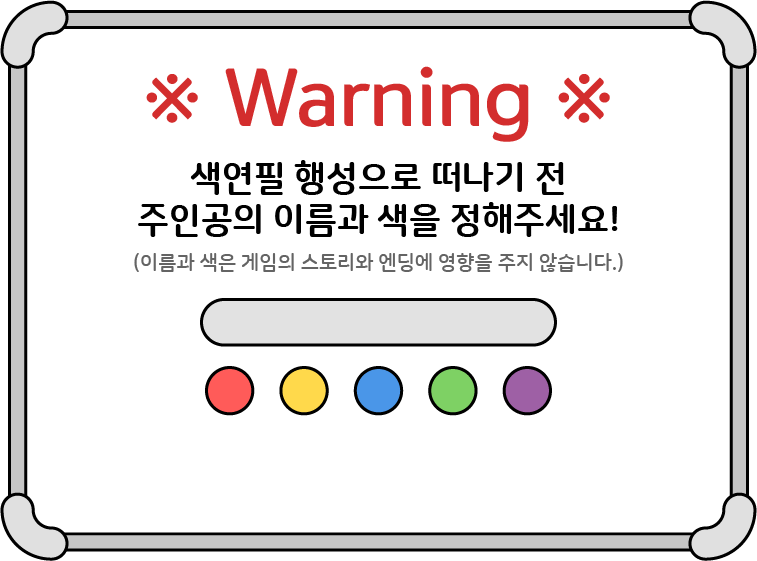 ※ Warning ※
색연필 행성으로 떠나기 전
주인공의 이름과 색을 정해주세요!
(이름과 색은 게임의 스토리와 엔딩에 영향을 주지 않습니다.)